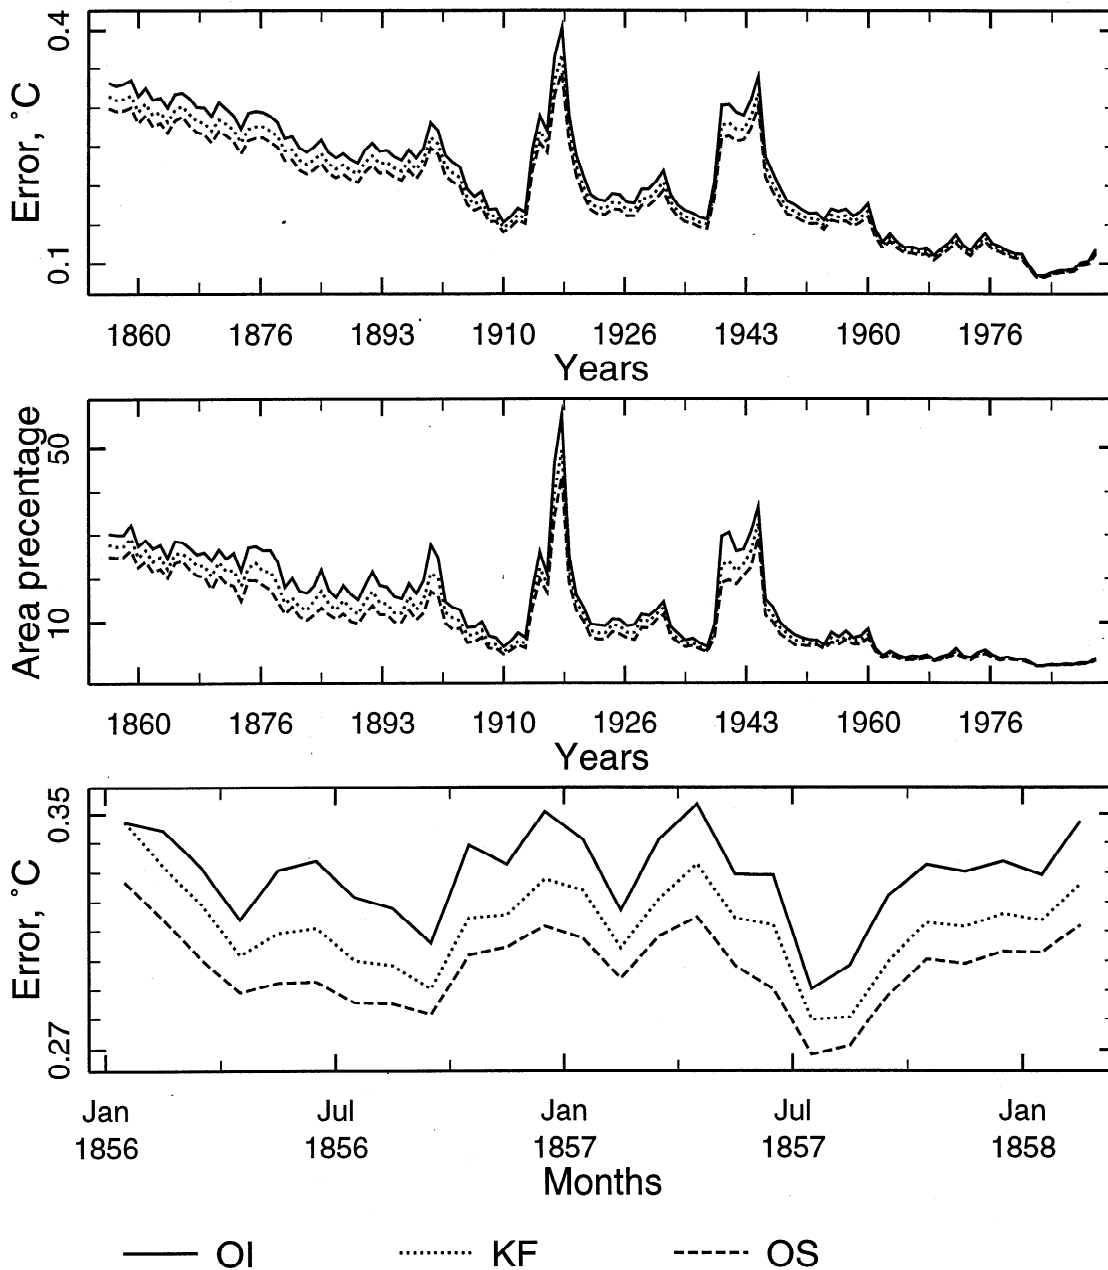 0.4
0.1
Error, °C
1860 1876 1893 1910 1926 1943 1960 1976
Years
50
10
Area precentage
1860 1876 1893 1910 1926 1943 1960 1976
Years
0.35
0.27
Error, °C
Jan Jul Jan Jul Jan
1856 1856 1857 1857 1858
Months
OI KF OS